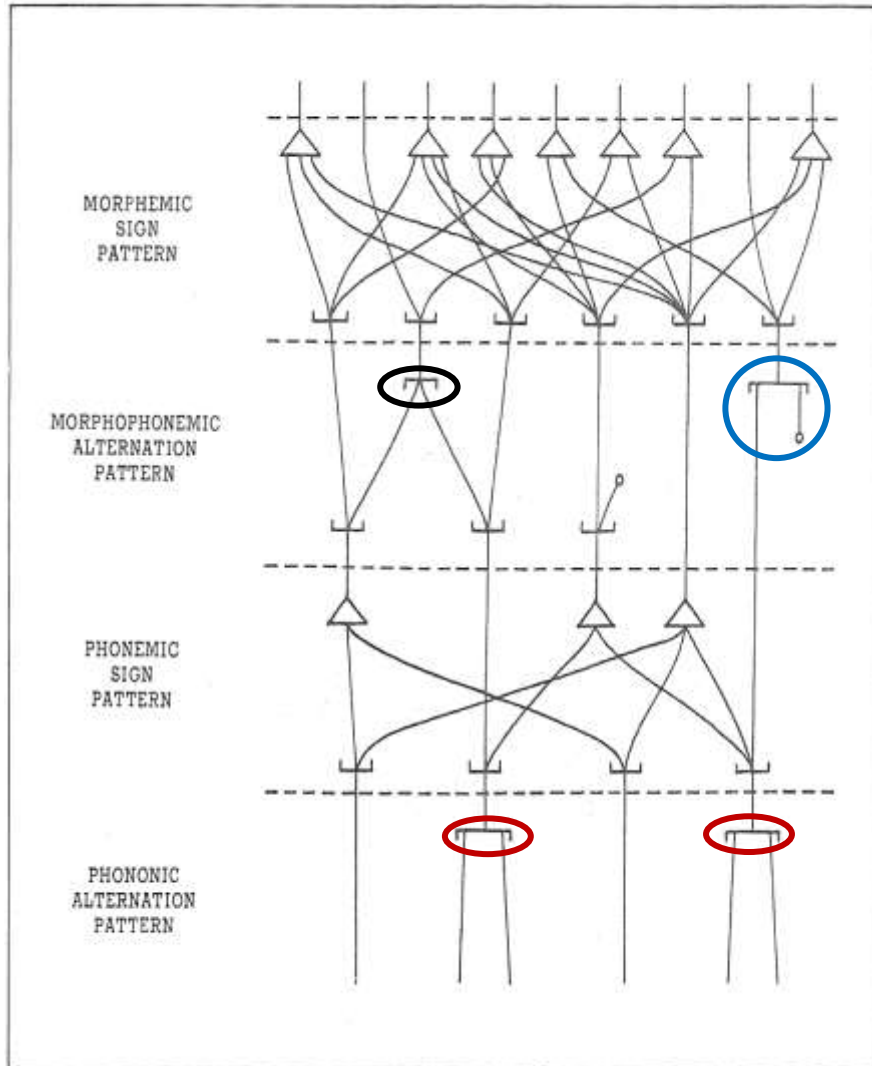 MORPHEMIC
SIGN
PATTERN
MORPHOPHONEMIC
ALTERNATION
PATTERN
PHONEMIC
SIGN
PATTERN
PHONONIC
ALTERNATION
PATTERN